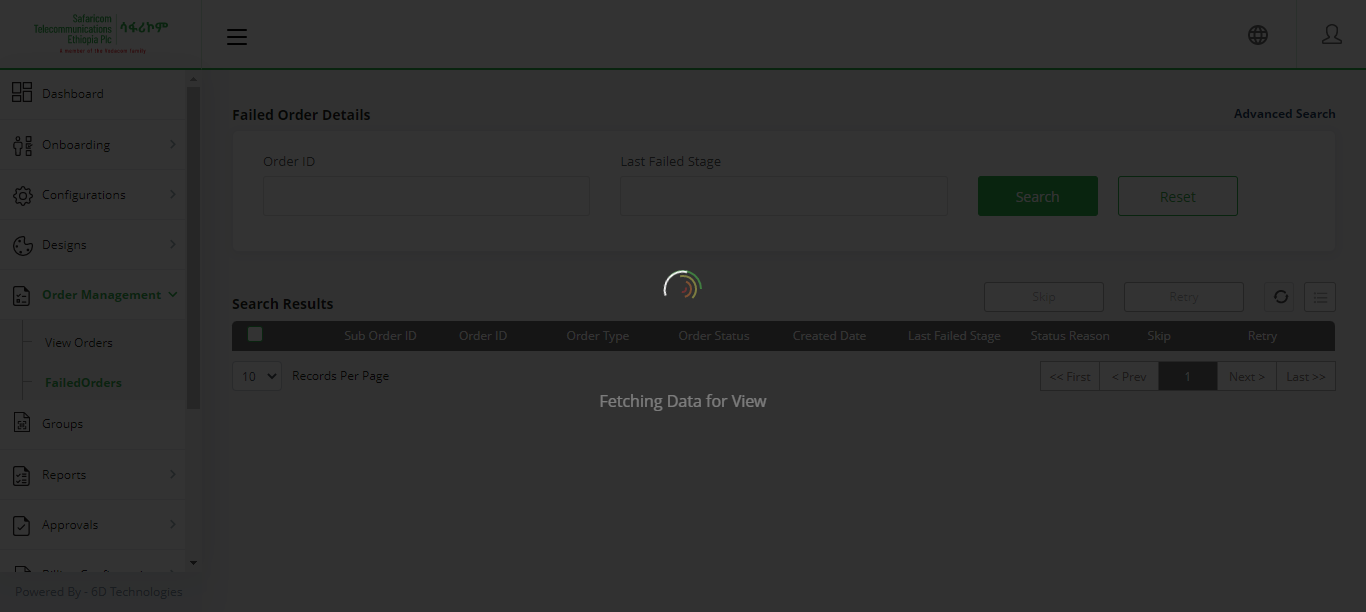 Safaricom
Telecommunications
Ethiopia Plc
ሳፋሪኮም
A member of the Vodacom family
Dashboard
Onboarding
Configurations
Designs
Order Management
View Orders
FailedOrders
Groups
Reports
Approvals
Powered By - 6D Technologies
Failed Order Details
Advanced Search
Order ID
Last Failed Stage
Search
Reset
Search Results
Skip
Retry
Sub Order ID Order ID Order Type Order Status Created Date Last Failed Stage Status Reason Skip Retry
10 Records Per Page
<< First < Prev 1 Next > Last >>
Fetching Data for View